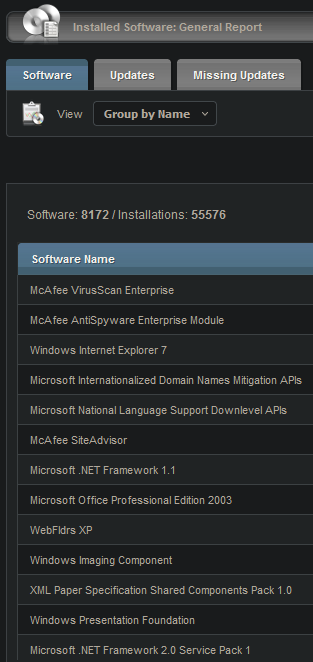 Installed Software: General Report
Software Updates Missing Updates
View Group by Name
Software: 8172 / Installations: 55576
Software Name
McAfee VirusScan Enterprise
McAfee AntiSpyware Enterprise Module
Windows Internet Explorer 7
Microsoft Internationalized Domain Names Mitigation APIs
Microsoft National Language Support Downlevel APIs
McAfee SiteAdvisor
Microsoft .NET Framework 1.1
Microsoft Office Professional Edition 2003
WebFldrs XP
Windows Imaging Component
XML Paper Specification Shared Components Pack 1.0
Windows Presentation Foundation
Microsoft .NET Framework 2.0 Service Pack 1